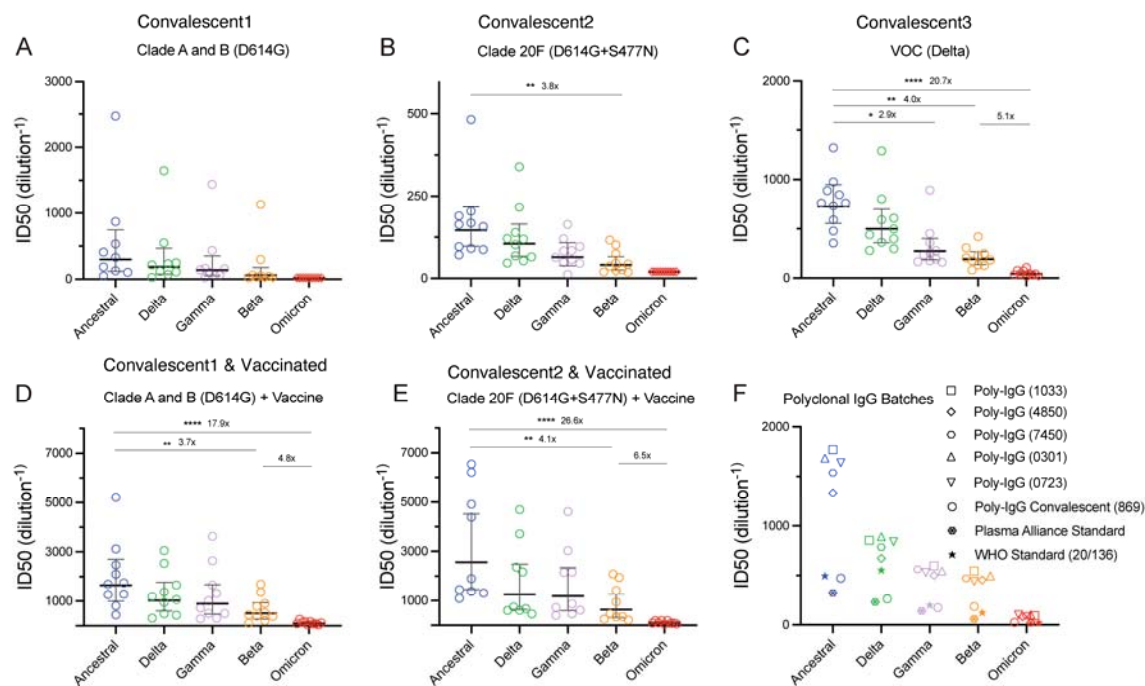 Convalescent1
A
Clade A and B (D614G)
ID50 (dilution-1)
3000
2000
1000
0
Ancestral
Delta
Gamma
Beta
Omicron
Convalescent2
B
Clade 20F (D614G+S477N)
ID50 (dilution-1)
500
250
0
** 3.8x
Ancestral
Delta
Gamma
Beta
Omicron
Convalescent3
C
VOC (Delta)
ID50 (dilution-1)
2000
1000
0
**** 20.7x
** 4.0x
* 2.9x
5.1x
Ancestral
Delta
Gamma
Beta
Omicron
Convalescent1 & Vaccinated
D
Clade A and B (D614G) + Vaccine
ID50 (dilution-1)
7000
5000
3000
1000
**** 17.9x
** 3.7x
4.8x
Ancestral
Delta
Gamma
Beta
Omicron
Convalescent2 & Vaccinated
E
Clade 20F (D614G+S477N) + Vaccine
ID50 (dilution-1)
7000
5000
3000
1000
**** 26.6x
** 4.1x
6.5x
Ancestral
Delta
Gamma
Beta
Omicron
F
Polyclonal IgG Batches
ID50 (dilution-1)
2000
1000
0
Poly-IgG (1033)
Poly-IgG (4850)
Poly-IgG (7450)
Poly-IgG (0301)
Poly-IgG (0723)
Poly-IgG Convalescent (869)
Plasma Alliance Standard
WHO Standard (20/136)
Ancestral
Delta
Gamma
Beta
Omicron